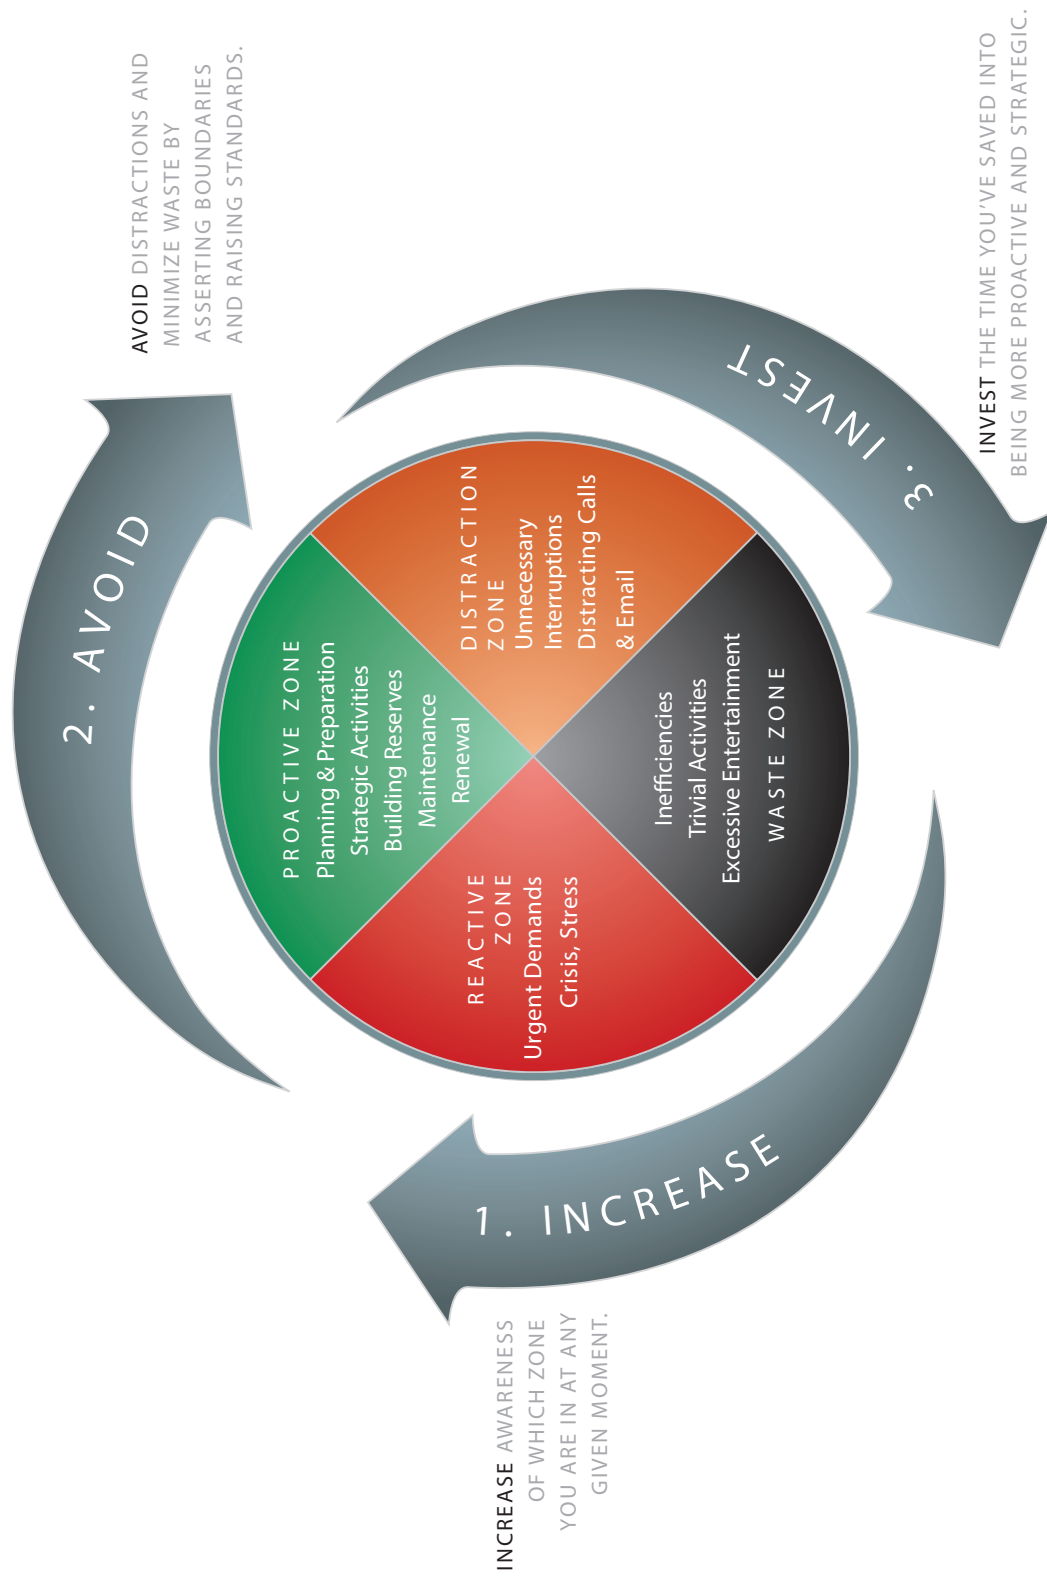 INCREASE AWARENESS
OF WHICH ZONE
YOU ARE IN AT ANY
GIVEN MOMENT.
1. INCREASE
2. AVOID
AVOID DISTRACTIONS AND
MINIMIZE WASTE BY
ASSERTING BOUNDARIES
AND RAISING STANDARDS.
3. INVEST
INVEST THE TIME YOU'VE SAVED INTO
BEING MORE PROACTIVE AND STRATEGIC.
REACTIVE
ZONE
Urgent Demands
Crisis, Stress
PROACTIVE ZONE
Planning & Preparation
Strategic Activities
Building Reserves
Maintenance
Renewal
DISTRACTION
ZONE
Unnecessary
Interruptions
Distracting Calls
& Email
Inefficiencies
Trivial Activities
Excessive Entertainment
WASTE ZONE